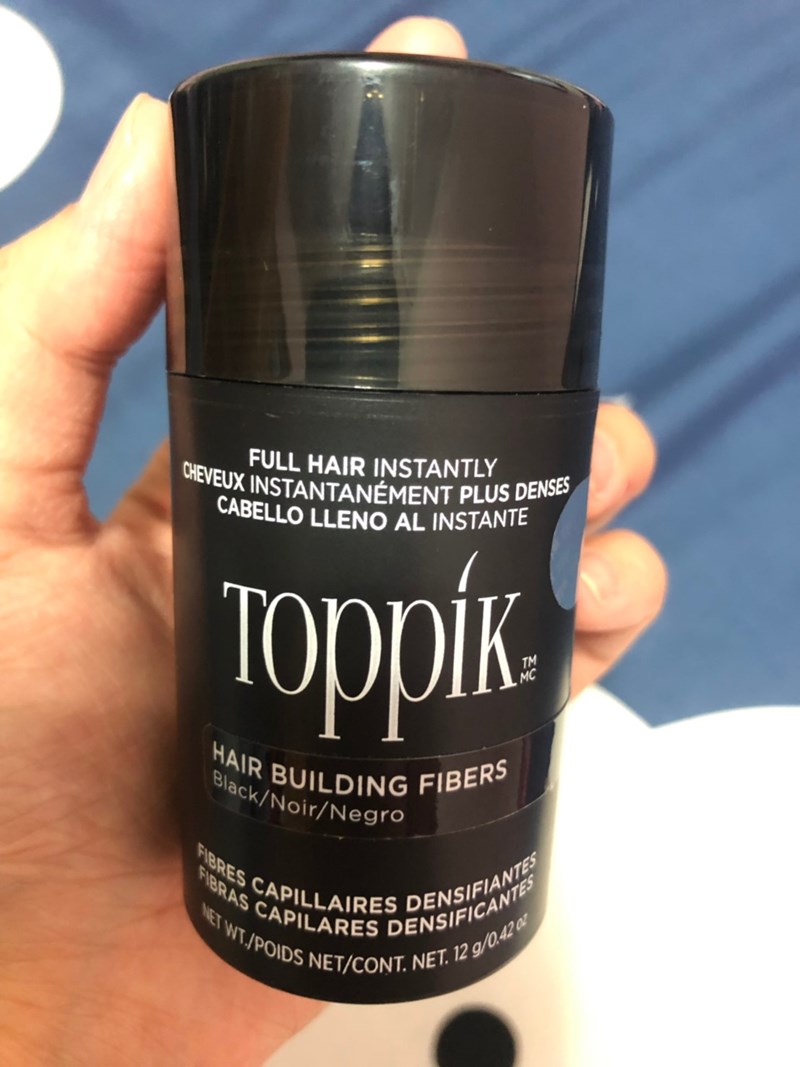 FULL HAIR INSTANTLY
CHEVEUX INSTANTANÉMENT PLUS DENSES
CABELLO LLENO AL INSTANTE
TOPPÍK TM MC
HAIR BUILDING FIBERS
Black/Noir/Negro
FIBRES CAPILLAIRES DENSIFIANTES
FIBRAS CAPILARES DENSIFICANTES
NET WT./POIDS NET/CONT. NET. 12 g/0.42 oz